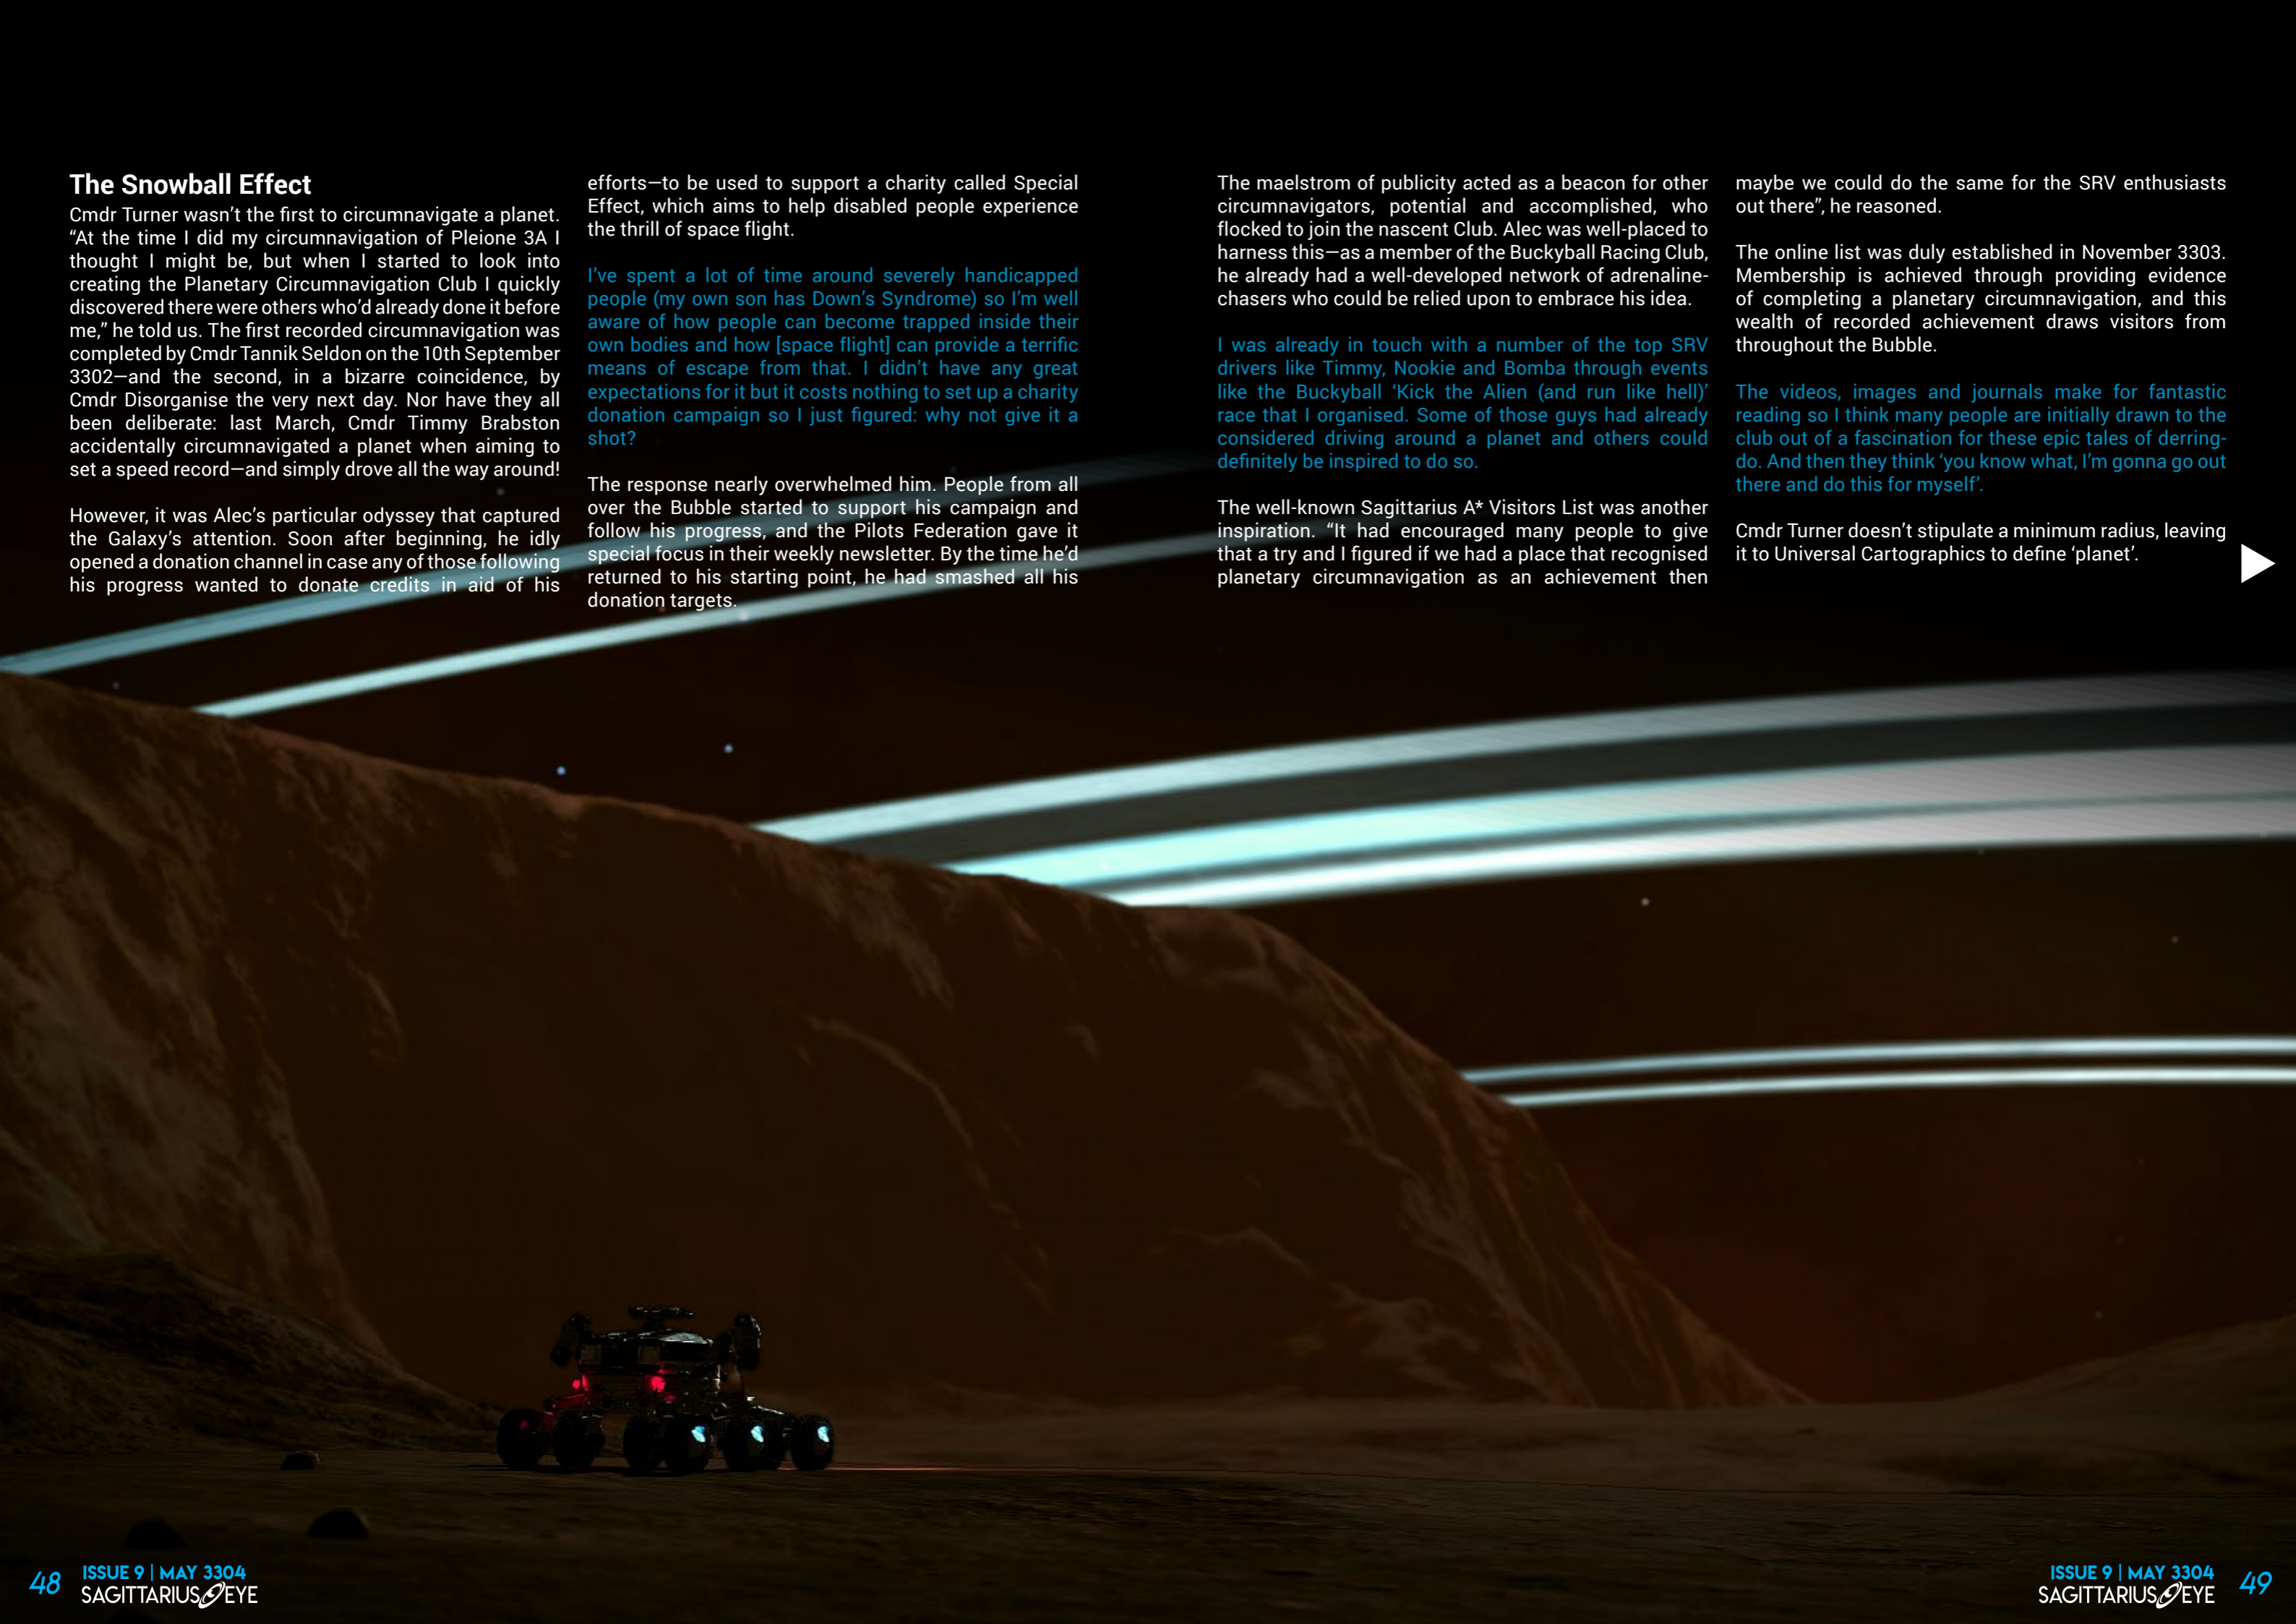 The Snowball Effect
Cmdr Turner wasn’t the first to circumnavigate a planet.
“At the time I did my circumnavigation of Pleione 3A I
thought I might be, but when I started to look into
creating the Planetary Circumnavigation Club I quickly
discovered there were others who’d already done it before
me,” he told us. The first recorded circumnavigation was
completed by Cmdr Tannik Seldon on the 10th September
3302—and the second, in a bizarre coincidence, by
Cmdr Disorganise the very next day. Nor have they all
been deliberate: last March, Cmdr Timmy Brabston
accidentally circumnavigated a planet when aiming to
set a speed record—and simply drove all the way around!
However, it was Alec’s particular odyssey that captured
the Galaxy’s attention. Soon after beginning, he idly
opened a donation channel in case any of those following
his progress wanted to donate credits in aid of his
efforts—to be used to support a charity called Special
Effect, which aims to help disabled people experience
the thrill of space flight.
I’ve spent a lot of time around severely handicapped
people (my own son has Down’s Syndrome) so I’m well
aware of how people can become trapped inside their
own bodies and how [space flight] can provide a terrific
means of escape from that. I didn’t have any great
expectations for it but it costs nothing to set up a charity
donation campaign so I just figured: why not give it a
shot?
The response nearly overwhelmed him. People from all
over the Bubble started to support his campaign and
follow his progress, and the Pilots Federation gave it
special focus in their weekly newsletter. By the time he’d
returned to his starting point, he had smashed all his
donation targets.
The maelstrom of publicity acted as a beacon for other
circumnavigators, potential and accomplished, who
flocked to join the nascent Club. Alec was well-placed to
harness this—as a member of the Buckyball Racing Club,
he already had a well-developed network of adrenaline-
chasers who could be relied upon to embrace his idea.
I was already in touch with a number of the top SRV
drivers like Timmy, Nookie and Bomba through events
like the Buckyball ‘Kick the Alien (and run like hell)’
race that I organised. Some of those guys had already
considered driving around a planet and others could
definitely be inspired to do so.
The well-known Sagittarius A* Visitors List was another
inspiration. “It had encouraged many people to give
that a try and I figured if we had a place that recognised
planetary circumnavigation as an achievement then
maybe we could do the same for the SRV enthusiasts
out there”, he reasoned.
The online list was duly established in November 3303.
Membership is achieved through providing evidence
of completing a planetary circumnavigation, and this
wealth of recorded achievement draws visitors from
throughout the Bubble.
The videos, images and journals make for fantastic
reading so I think many people are initially drawn to the
club out of a fascination for these epic tales of derring-
do. And then they think ‘you know what, I’m gonna go out
there and do this for myself’.
Cmdr Turner doesn’t stipulate a minimum radius, leaving
it to Universal Cartographics to define ‘planet’.
48
ISSUE 9 | MAY 3304
SAGITTARIUS EYE
ISSUE 9 | MAY 3304
SAGITTARIUS EYE
49